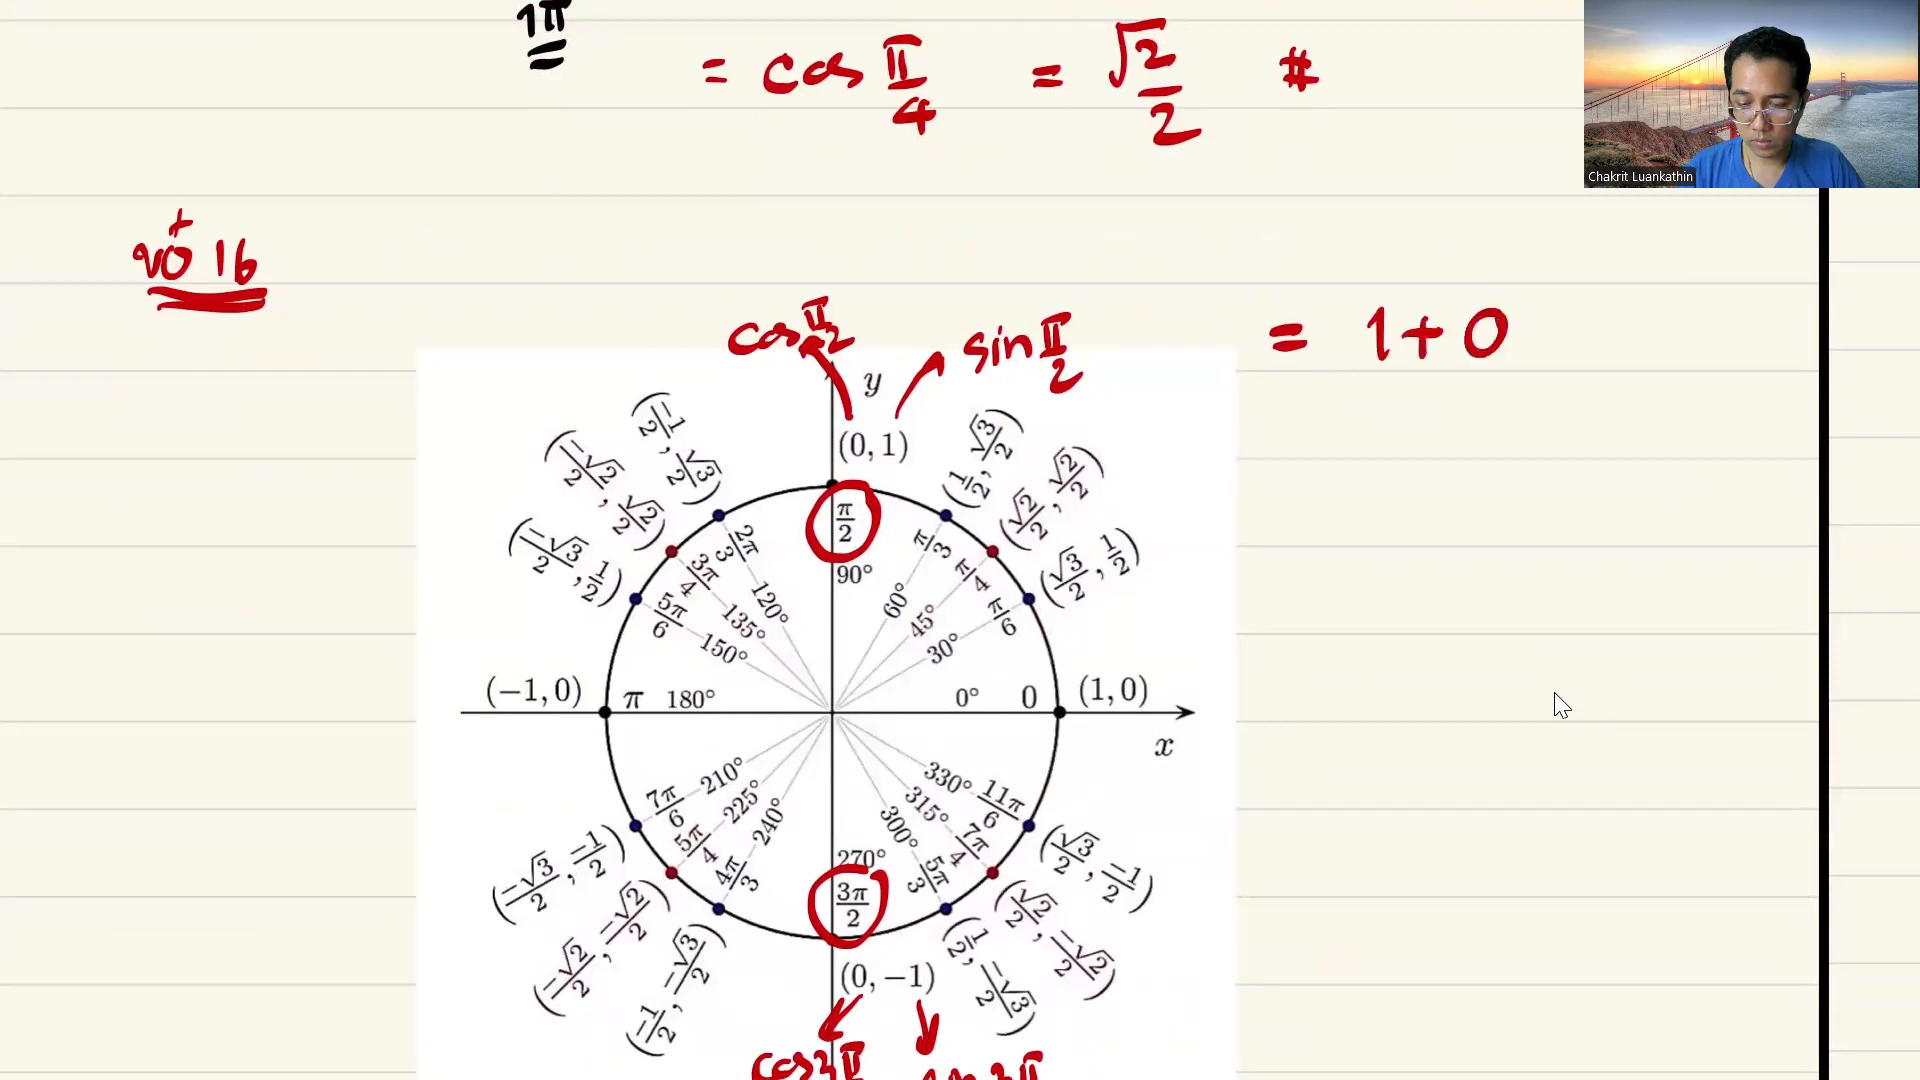 1π
= cos π/4 = √2/2 #
Chakrit Luankathin
ข้อ 16
cos π/2 sin π/2 = 1 + 0
y
(0, 1)
(-1/2, √3/2)
(1/2, √3/2)
(-√2/2, √2/2)
(√2/2, √2/2)
(-√3/2, 1/2)
(√3/2, 1/2)
π/2
90°
2π/3 120°
π/3 60°
3π/4 135°
π/4 45°
5π/6 150°
π/6 30°
(−1, 0) π 180° 0° 0 (1, 0)
x
7π/6 210°
330° 11π/6
5π/4 225°
315° 7π/4
4π/3 240°
300° 5π/3
270°
3π/2
(-√3/2, -1/2)
(√3/2, -1/2)
(-√2/2, -√2/2)
(√2/2, -√2/2)
(-1/2, -√3/2)
(1/2, -√3/2)
(0, −1)
cos 3π